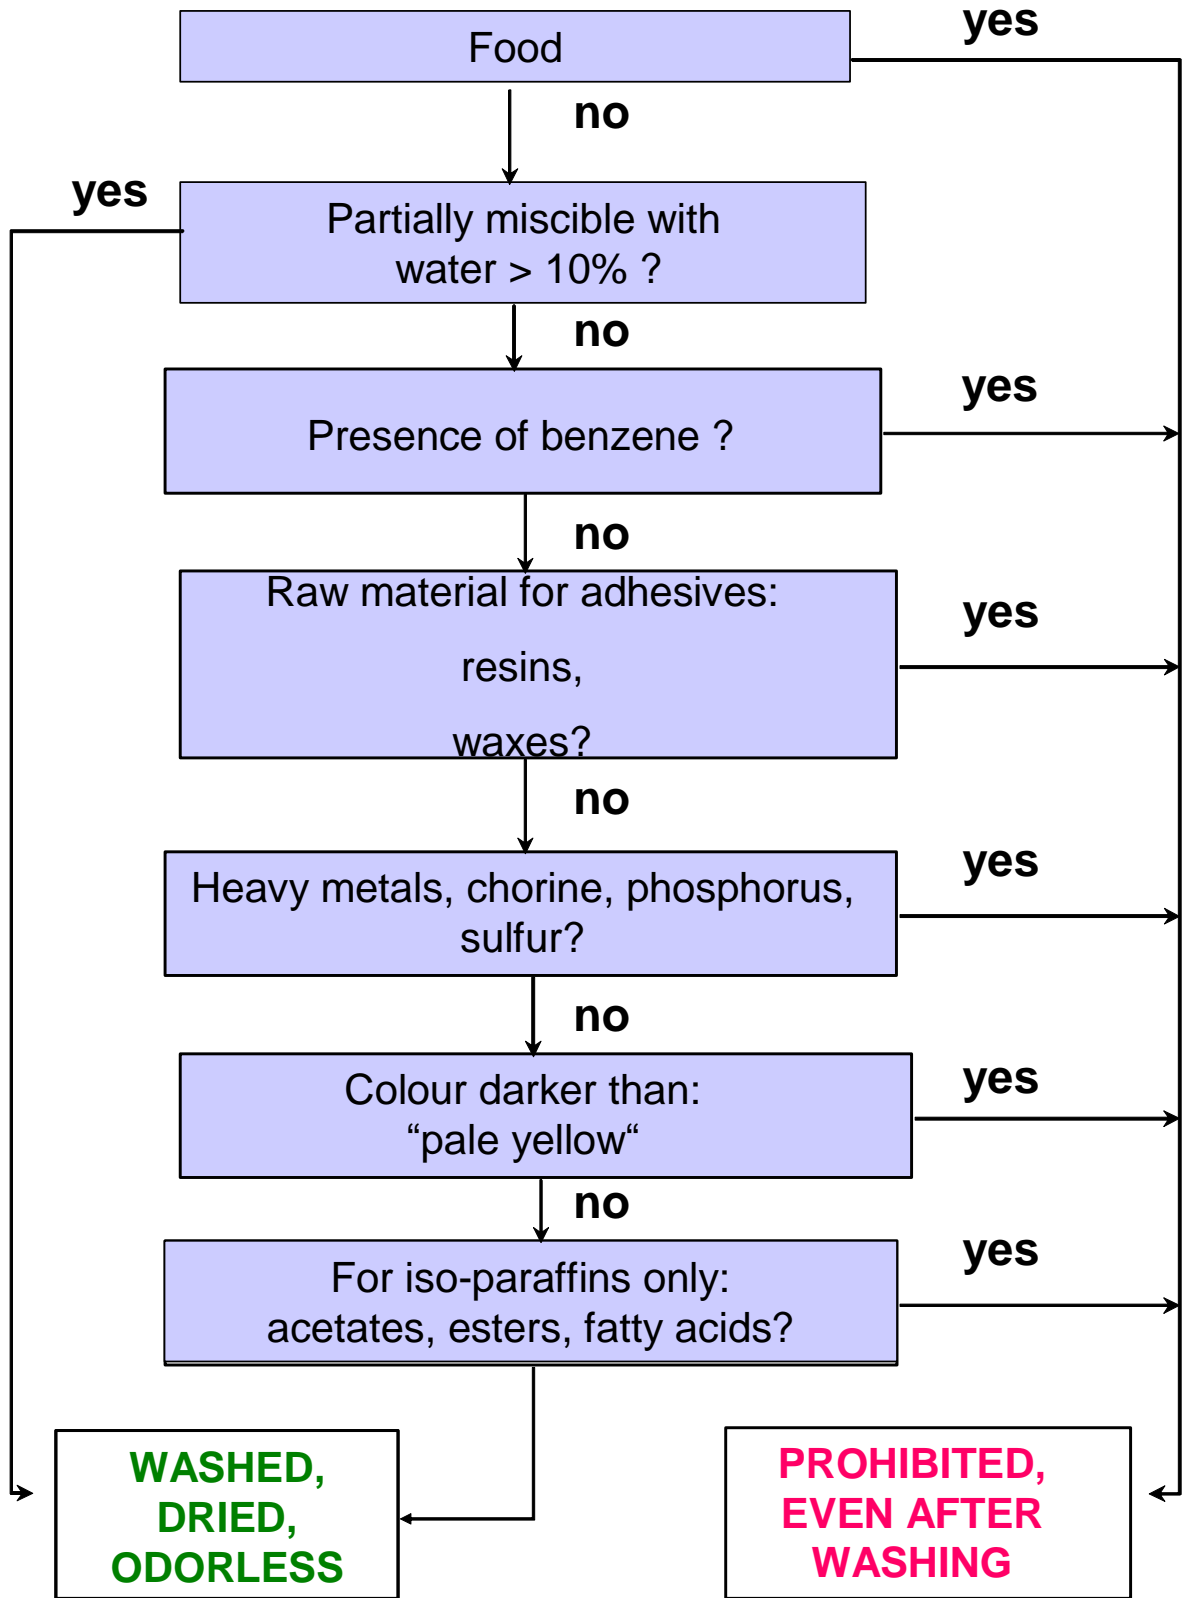 yes
Food
no
yes
Partially miscible with
water > 10% ?
no
yes
Presence of benzene ?
no
Raw material for adhesives:
yes
resins,
waxes?
no
yes
Heavy metals, chorine, phosphorus,
sulfur?
no
yes
Colour darker than:
“pale yellow“
no
yes
For iso-paraffins only:
acetates, esters, fatty acids?
WASHED,
DRIED,
ODORLESS
PROHIBITED,
EVEN AFTER
WASHING